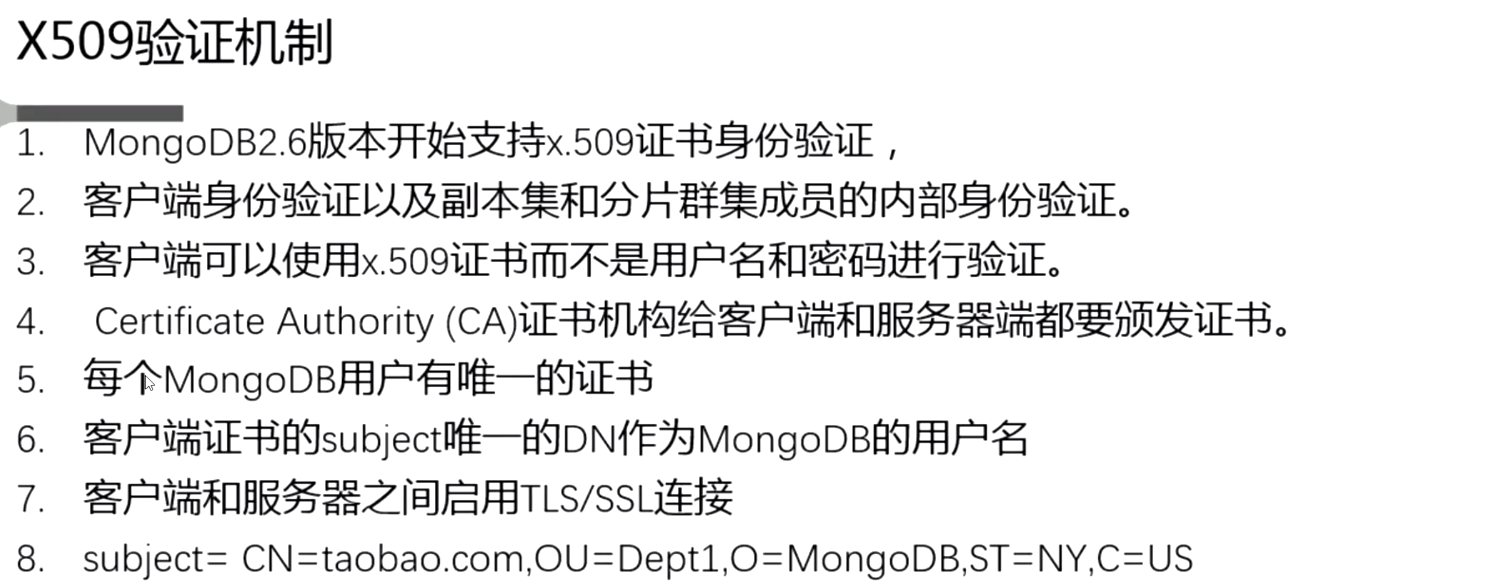 X509验证机制
1. MongoDB2.6版本开始支持x.509证书身份验证，
2. 客户端身份验证以及副本集和分片群集成员的内部身份验证。
3. 客户端可以使用x.509证书而不是用户名和密码进行验证。
4. Certificate Authority (CA)证书机构给客户端和服务器端都要颁发证书。
5. 每个MongoDB用户有唯一的证书
6. 客户端证书的subject唯一的DN作为MongoDB的用户名
7. 客户端和服务器之间启用TLS/SSL连接
8. subject= CN=taobao.com,OU=Dept1,O=MongoDB,ST=NY,C=US